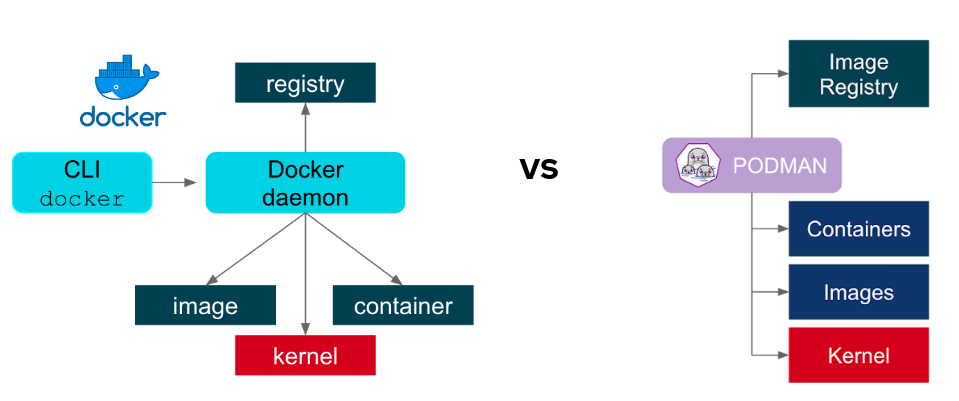 docker
registry
CLI
docker
Docker
daemon
image
container
kernel
VS
Image
Registry
PODMAN
Containers
Images
Kernel